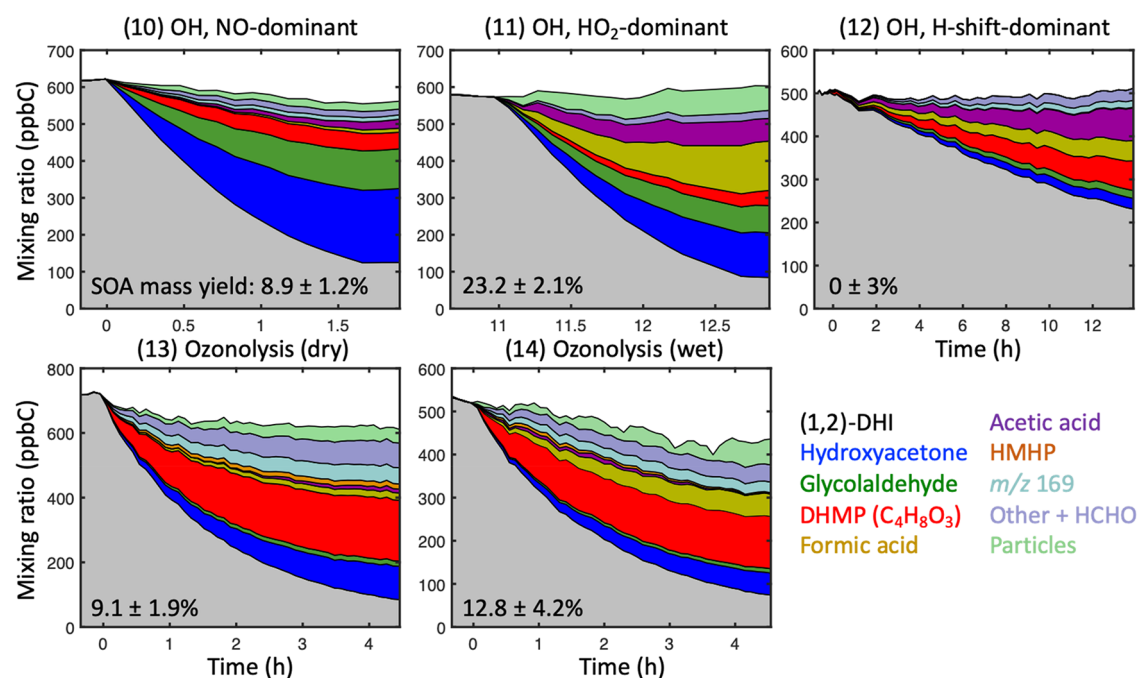 (10) OH, NO-dominant
(11) OH, HO₂-dominant
(12) OH, H-shift-dominant
Mixing ratio (ppbC)
700
600
500
400
300
200
100
0
SOA mass yield: 8.9 ± 1.2%
0
0.5
1
1.5
700
600
500
400
300
200
100
0
23.2 ± 2.1%
11
11.5
12
12.5
600
500
400
300
200
100
0
0 ± 3%
0
2
4
6
8
10
12
Time (h)
(13) Ozonolysis (dry)
(14) Ozonolysis (wet)
Mixing ratio (ppbC)
800
600
400
200
0
9.1 ± 1.9%
0
1
2
3
4
Time (h)
600
500
400
300
200
100
0
12.8 ± 4.2%
0
1
2
3
4
Time (h)
(1,2)-DHI
Hydroxyacetone
Glycolaldehyde
DHMP (C₄H₈O₃)
Formic acid
Acetic acid
HMHP
m/z 169
Other + HCHO
Particles